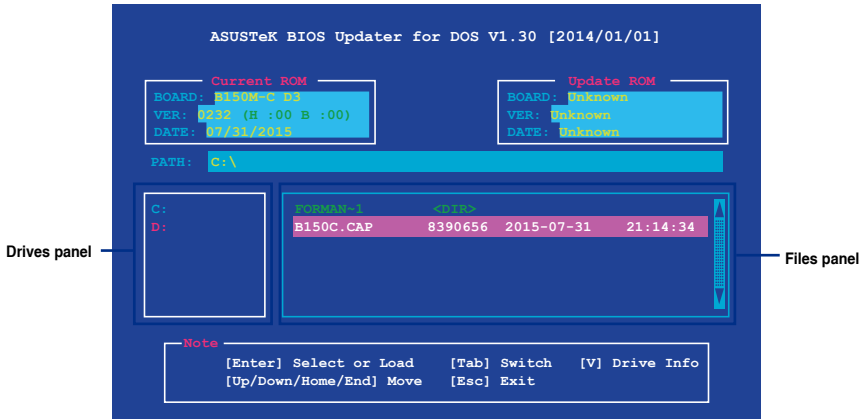 ASUSTeK BIOS Updater for DOS V1.30 [2014/01/01]
Current ROM
BOARD: B150M-C D3
VER: 0232 (H :00 B :00)
DATE: 07/31/2015
Update ROM
BOARD: Unknown
VER: Unknown
DATE: Unknown
PATH: C:\
Drives panel
C:
D:
FORMAN~1 <DIR>
B150C.CAP 8390656 2015-07-31 21:14:34
Files panel
Note
[Enter] Select or Load [Tab] Switch [V] Drive Info
[Up/Down/Home/End] Move [Esc] Exit